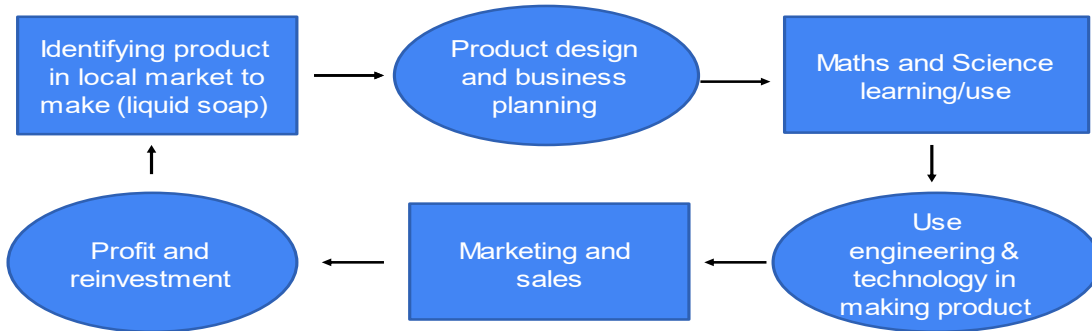 Identifying product
in local market to
make (liquid soap)
Product design
and business
planning
Maths and Science
learning/use
Use
engineering &
technology in
making product
Marketing and
sales
Profit and
reinvestment